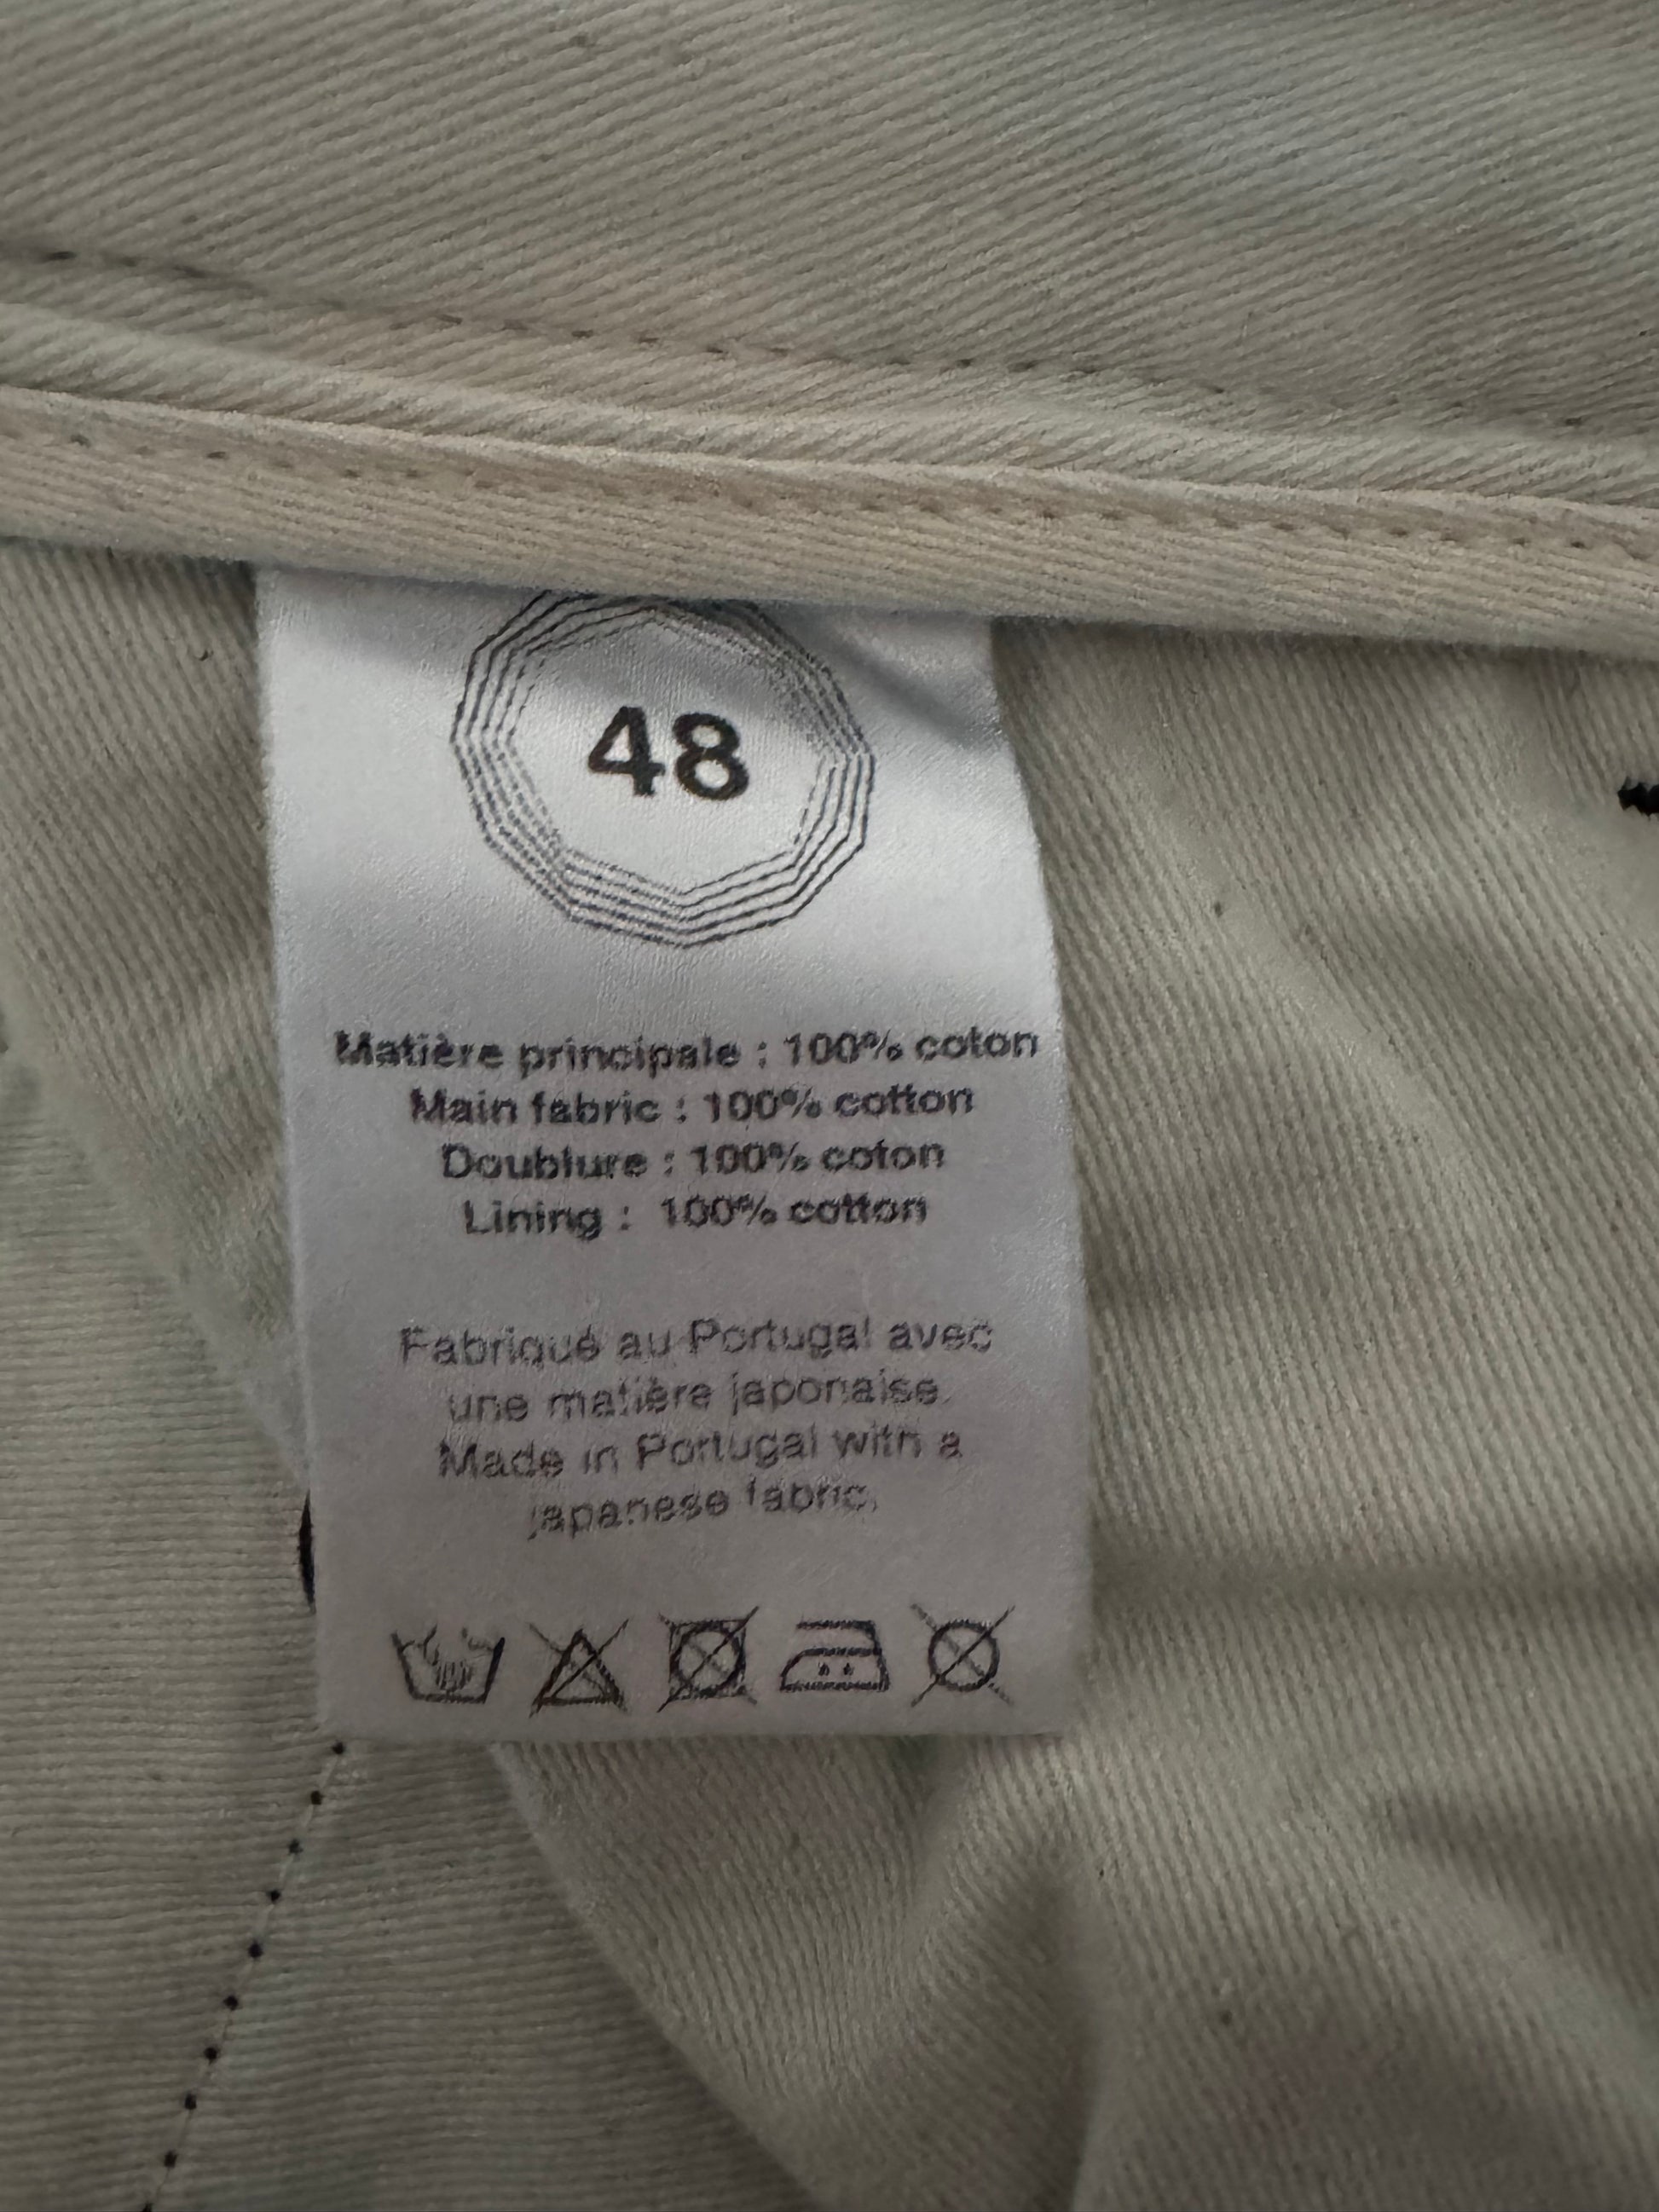 48
Matière principale : 100% coton
Main fabric : 100% cotton
Doublure : 100% coton
Lining : 100% cotton
Fabriqué au Portugal avec
une matière japonaise.
Made in Portugal with a
japanese fabric.